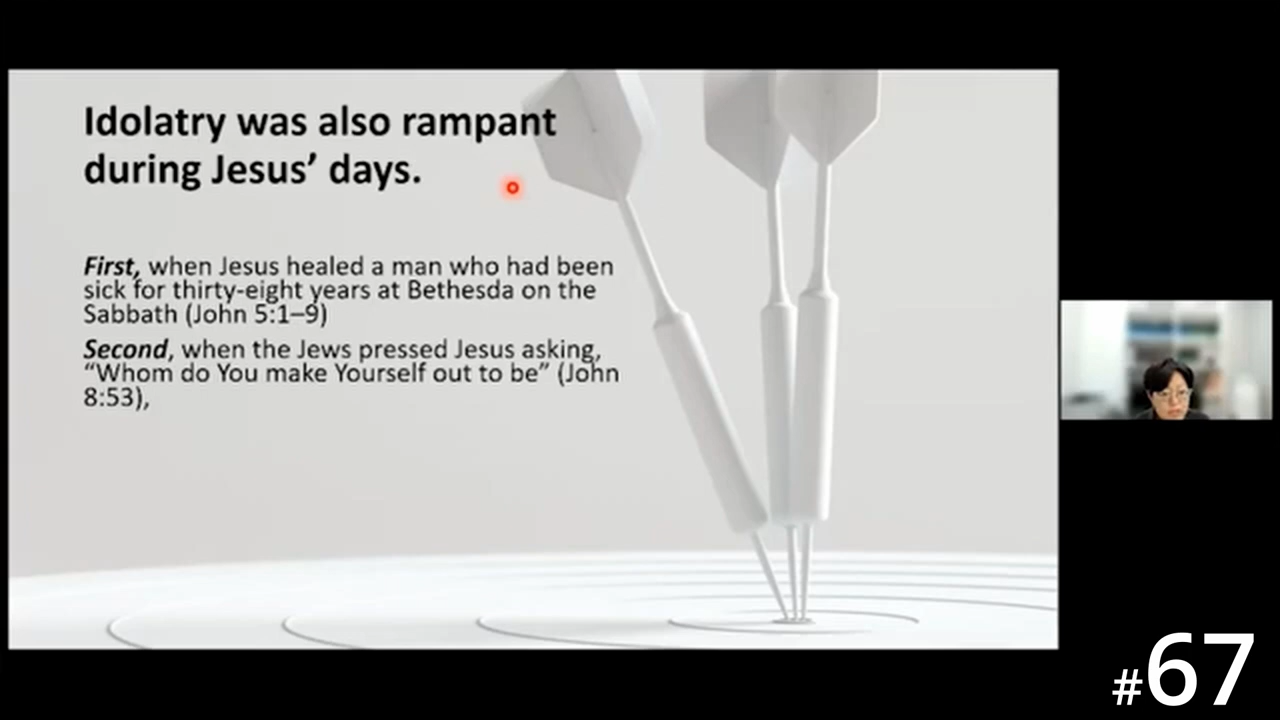 Idolatry was also rampant
during Jesus’ days.
First, when Jesus healed a man who had been
sick for thirty-eight years at Bethesda on the
Sabbath (John 5:1–9)
Second, when the Jews pressed Jesus asking,
“Whom do You make Yourself out to be” (John
8:53),
#67